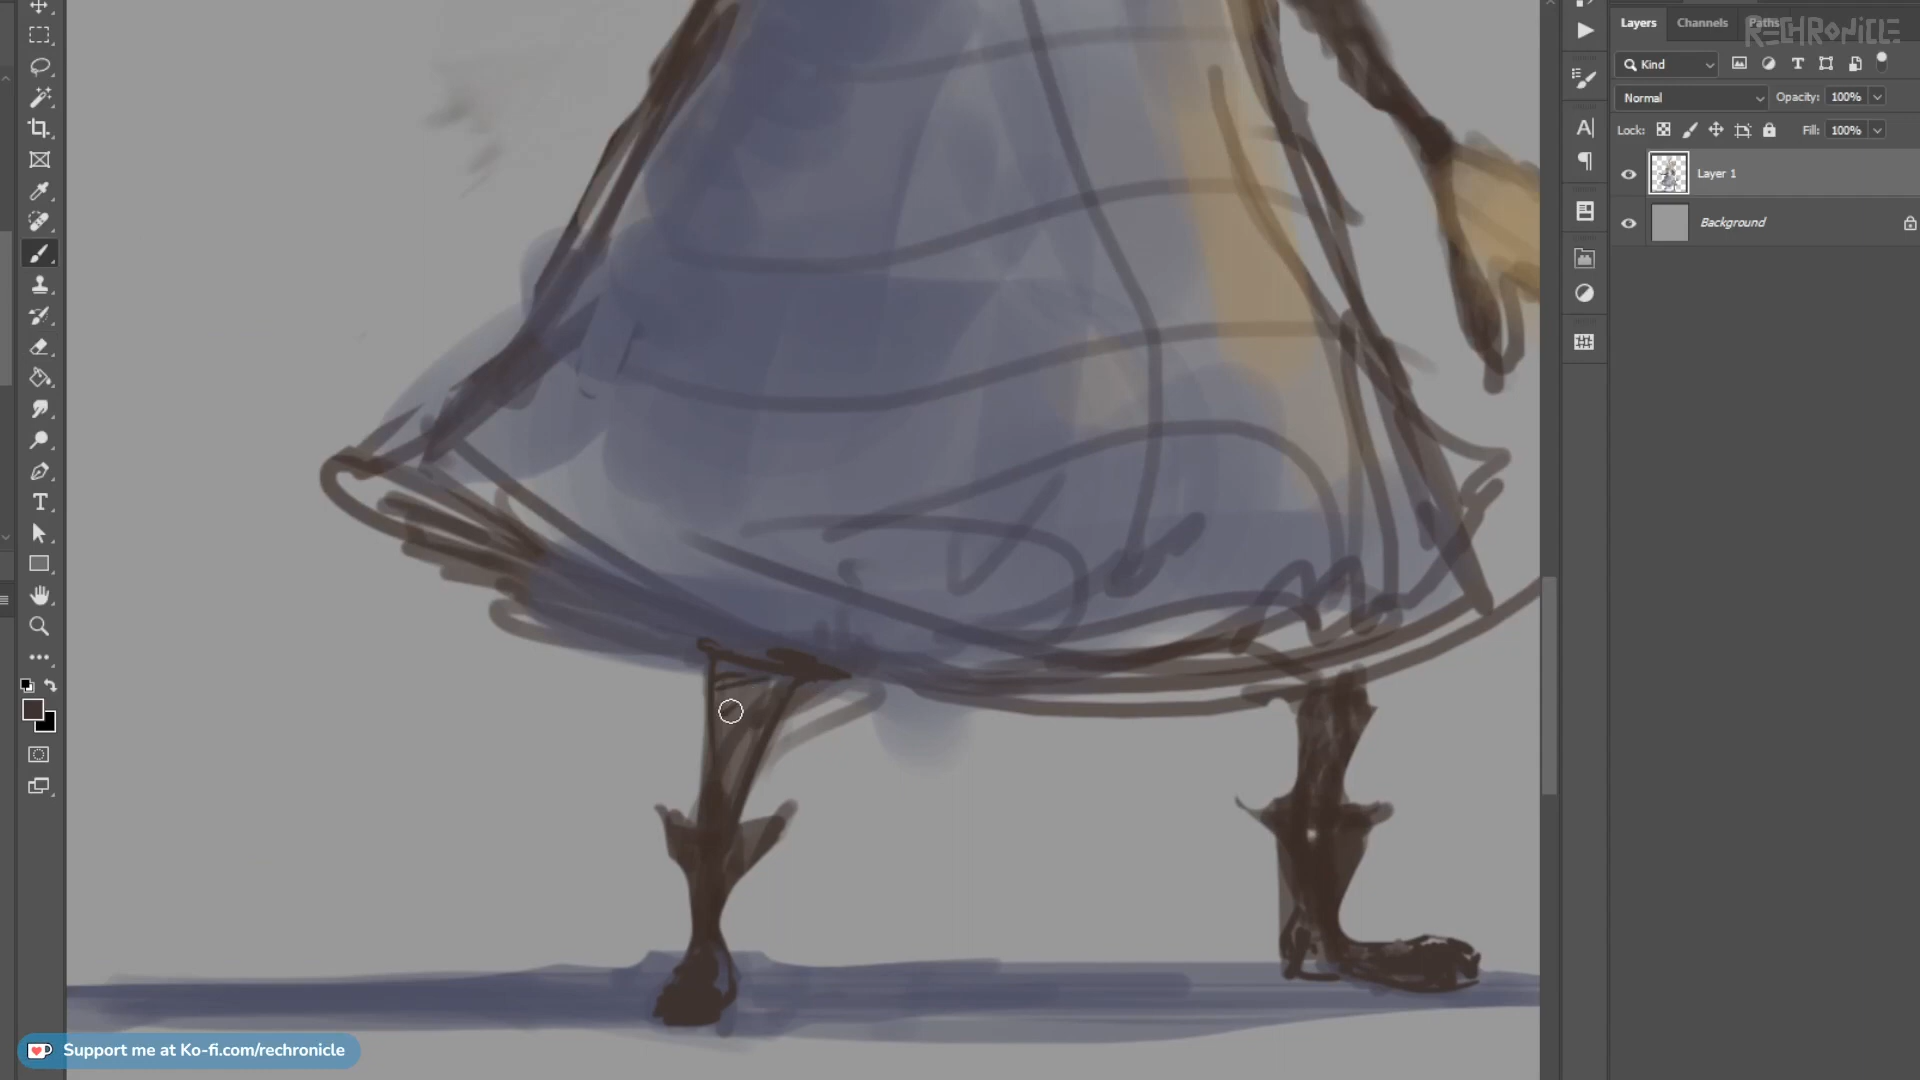 Layers Channels Paths
RECHRONICLE
Kind
Normal Opacity: 100%
Lock: Fill: 100%
Layer 1
Background
Support me at Ko-fi.com/rechronicle